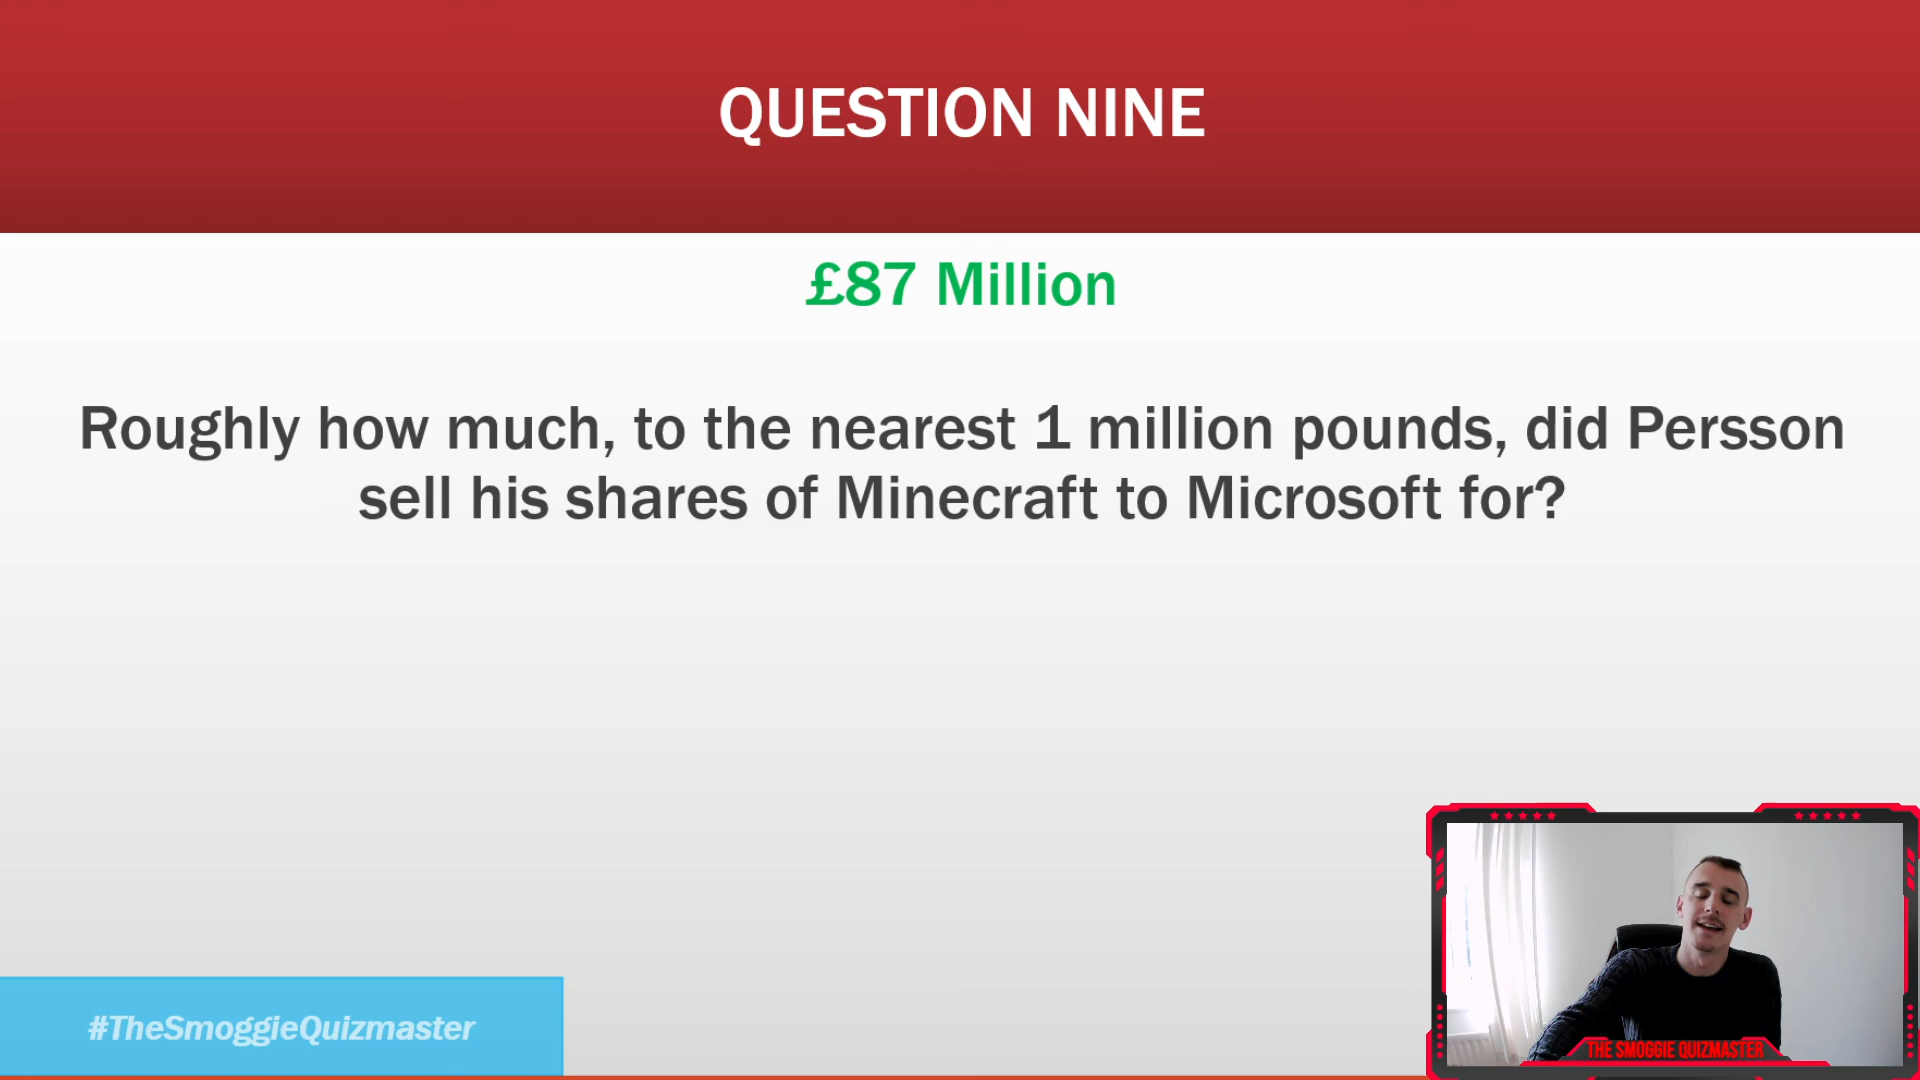 QUESTION NINE
£87 Million
Roughly how much, to the nearest 1 million pounds, did Persson
sell his shares of Minecraft to Microsoft for?
#TheSmoggieQuizmaster
THE SMOGGIE QUIZMASTER